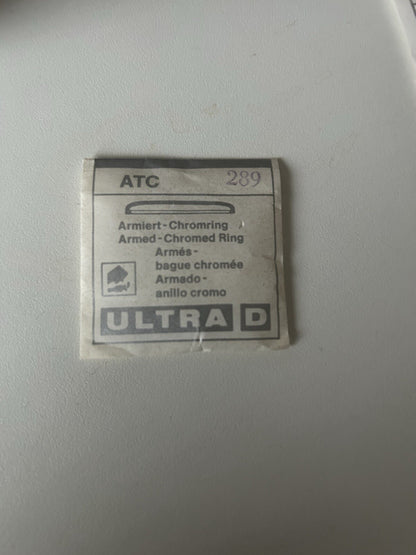 ATC 289
Armiert-Chromring
Armed-Chromed Ring
Armés-
bague chromée
Armado-
anillo cromo
ULTRA D